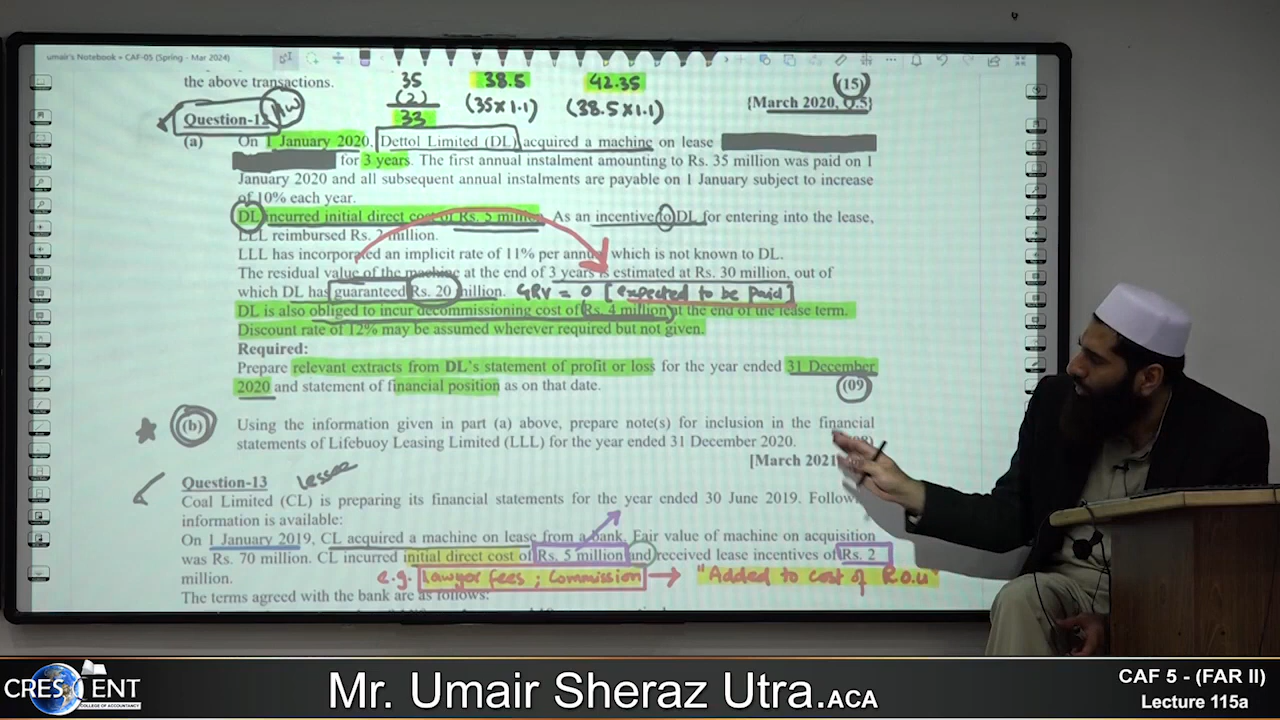 umair's Notebook » CAF-05 (Spring - Mar 2024)
the above transactions.
35 38.5 42.35 (15)
(2) (35x1.1) (38.5x1.1) {March 2020, Q.5}
33
Question-12 HW
(a) On 1 January 2020, Dettol Limited (DL) acquired a machine on lease
for 3 years. The first annual instalment amounting to Rs. 35 million was paid on 1
January 2020 and all subsequent annual instalments are payable on 1 January subject to increase
of 10% each year.
DL incurred initial direct cost of Rs. 5 million. As an incentive to DL for entering into the lease,
LLL reimbursed Rs. 2 million.
LLL has incorporated an implicit rate of 11% per annum which is not known to DL.
The residual value of the machine at the end of 3 years is estimated at Rs. 30 million, out of
which DL has guaranteed Rs. 20 million. GRV = 0 [expected to be paid]
DL is also obliged to incur decommissioning cost of Rs. 4 million at the end of the lease term.
Discount rate of 12% may be assumed wherever required but not given.
Required:
Prepare relevant extracts from DL's statement of profit or loss for the year ended 31 December
2020 and statement of financial position as on that date. (09
(b) Using the information given in part (a) above, prepare note(s) for inclusion in the financial
statements of Lifebuoy Leasing Limited (LLL) for the year ended 31 December 2020.
[March 2021
Question-13 lessee
Coal Limited (CL) is preparing its financial statements for the year ended 30 June 2019.
information is available:
On 1 January 2019, CL acquired a machine on lease from a bank. Fair value of machine on acquisition
was Rs. 70 million. CL incurred initial direct cost of Rs. 5 million and received lease incentives of Rs. 2
million. e.g. lawyer fees ; Commission → "Added to cost of R.o.u"
The terms agreed with the bank are as follows:
CRESCENT
COLLEGE OF ACCOUNTANCY
Mr. Umair Sheraz Utra.ACA
CAF 5 - (FAR II)
Lecture 115a